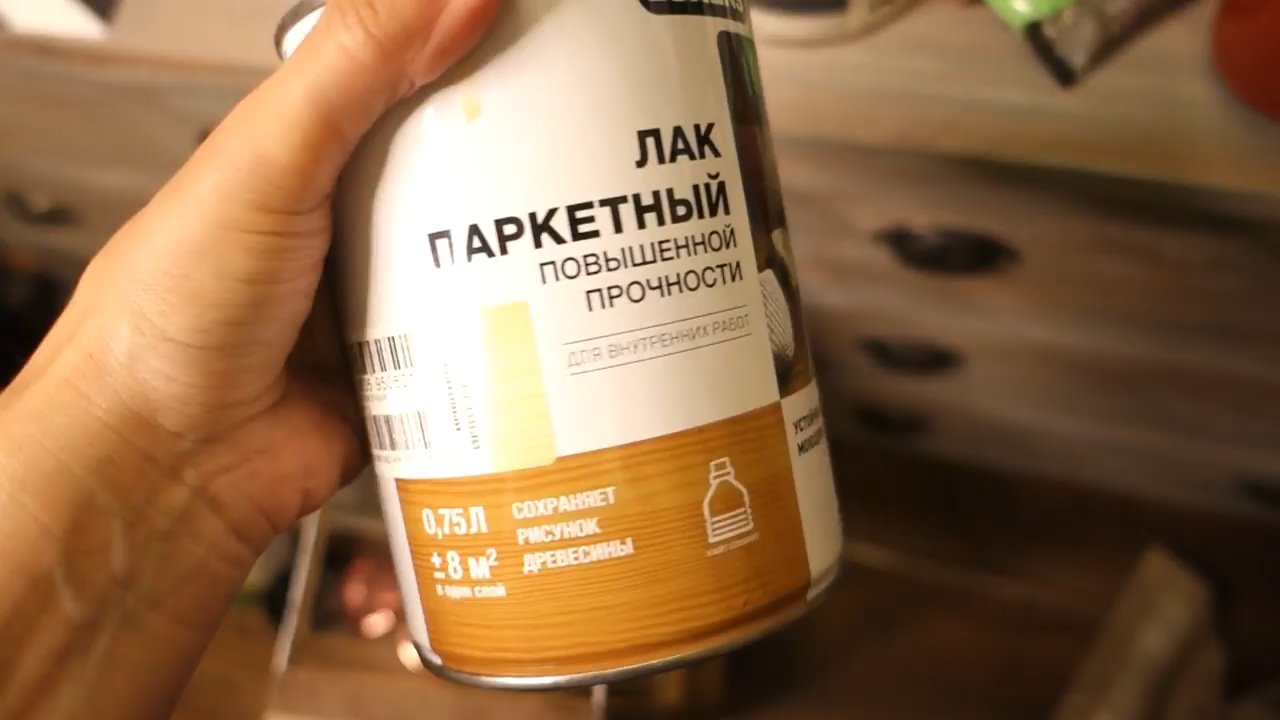 ЛАК
ПАРКЕТНЫЙ
ПОВЫШЕННОЙ
ПРОЧНОСТИ
ДЛЯ ВНУТРЕННИХ РАБОТ
0,75Л
± 8 м²
в один слой
СОХРАНЯЕТ
РИСУНОК
ДРЕВЕСИНЫ